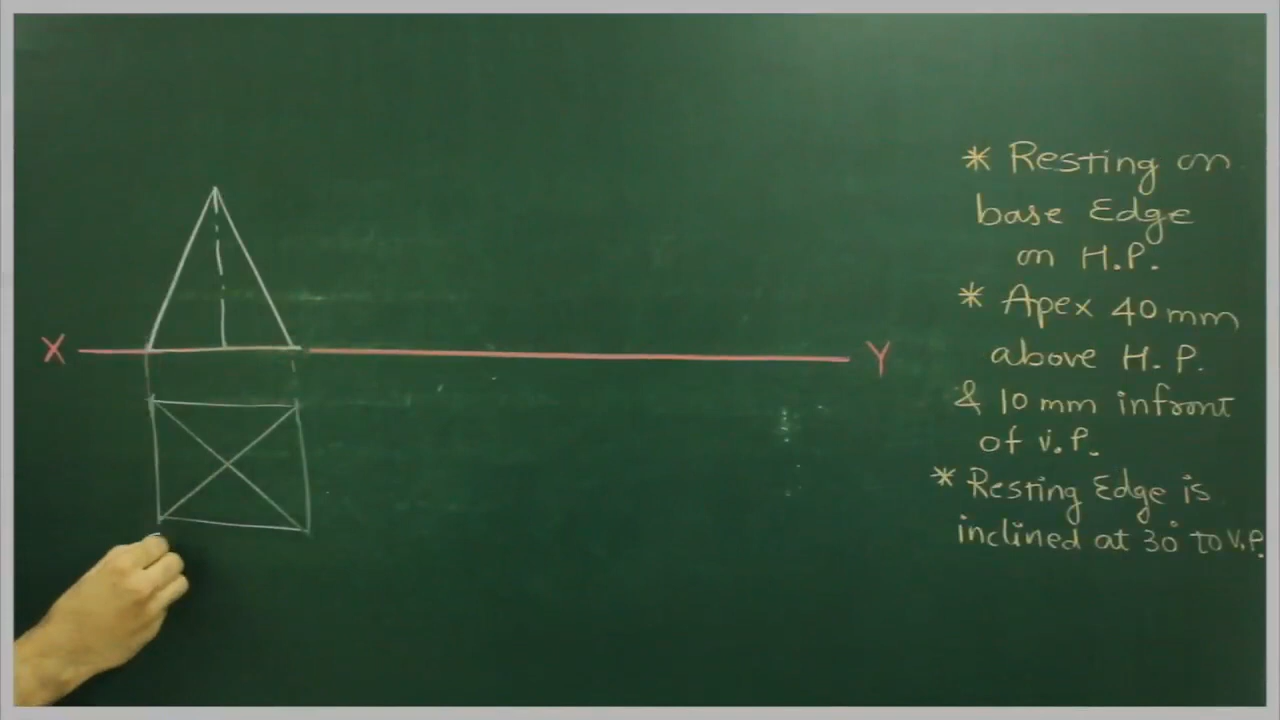 X
Y
* Resting on
base Edge
on H.P.
* Apex 40 mm
above H.P.
& 10 mm infront
of V.P.
* Resting Edge is
inclined at 30° to V.P.